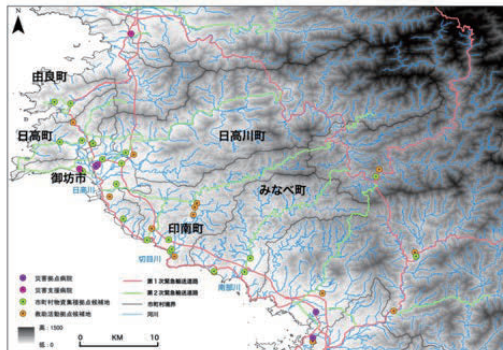 N
由良町
日高町
日高川町
御坊市
みなべ町
日高川
印南町
切目川
南部川
災害拠点病院
災害支援病院
市町村物資集積拠点候補地
救助活動拠点候補地
第1次緊急輸送道路
第2次緊急輸送道路
市町村境界
河川
高 : 1500
低 : 0
0 KM 10